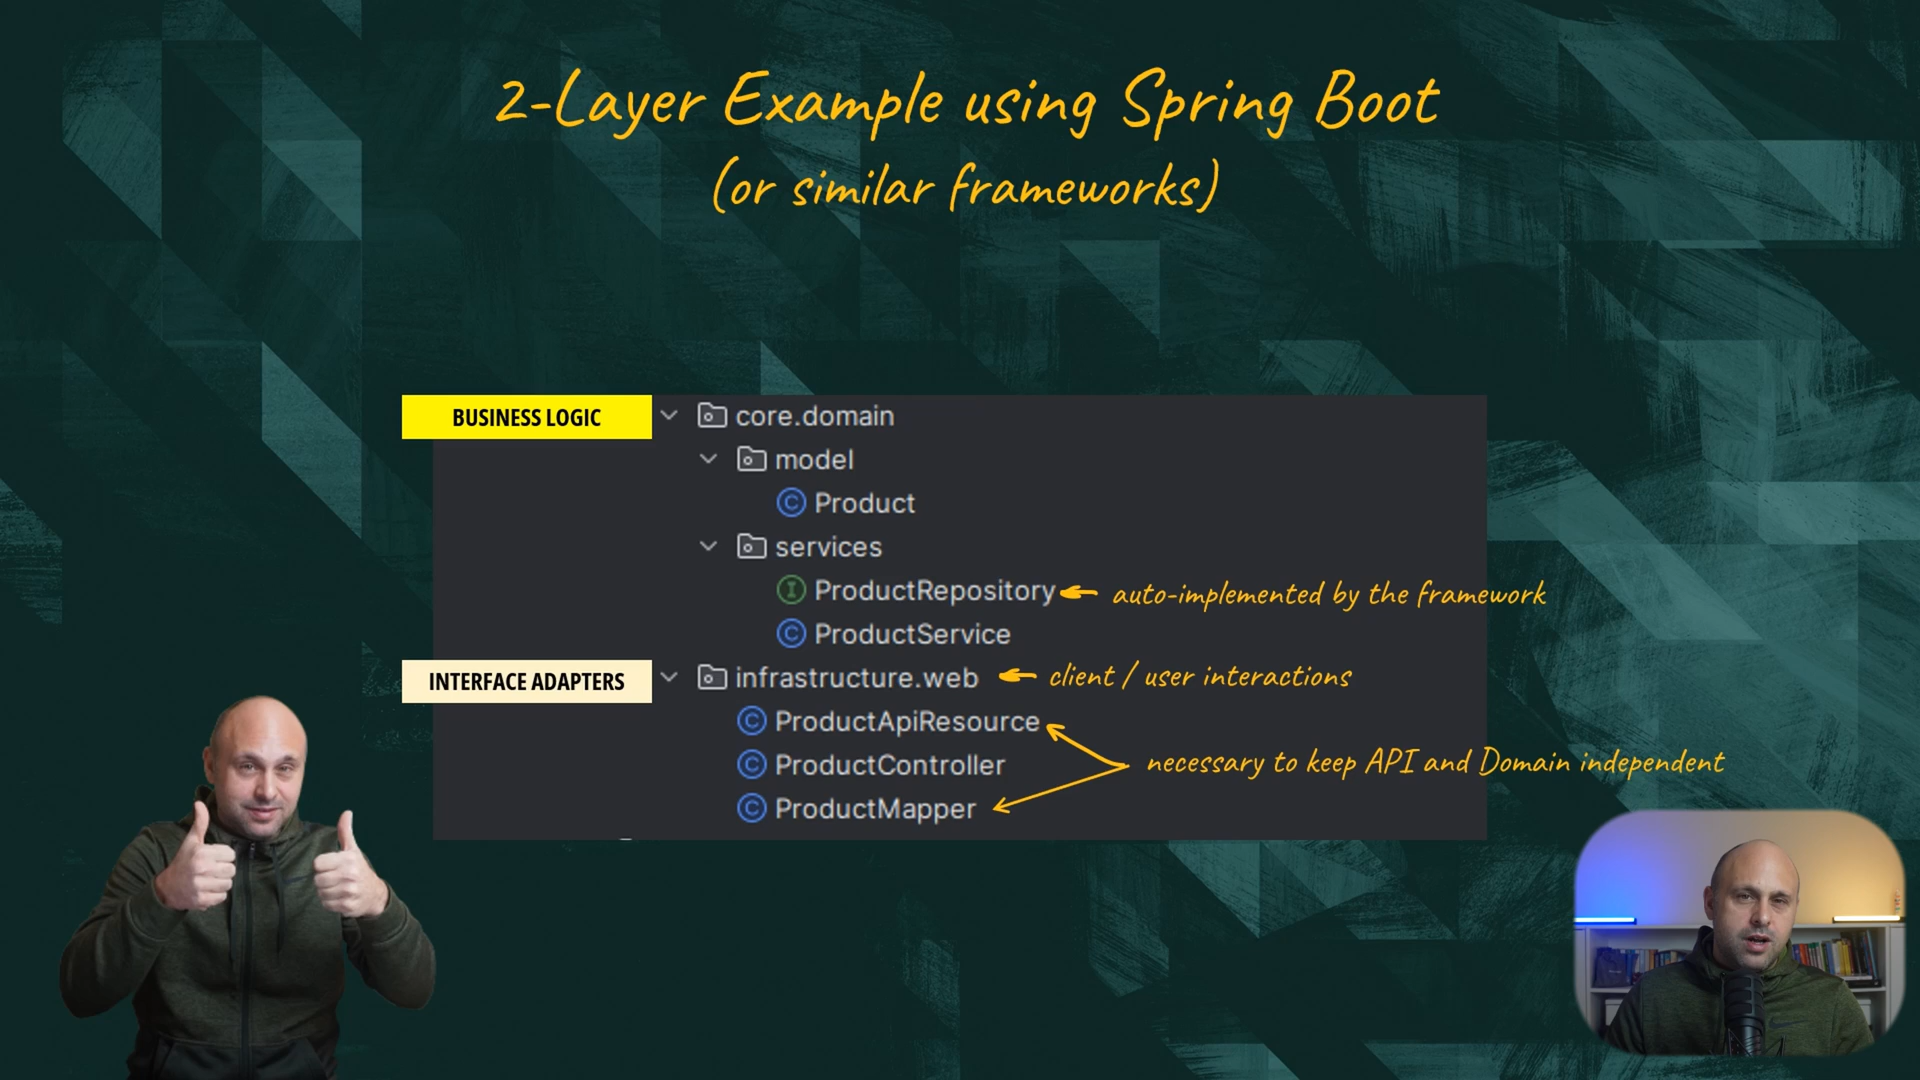 2-Layer Example using Spring Boot
(or similar frameworks)
BUSINESS LOGIC
core.domain
model
Product
services
ProductRepository
auto-implemented by the framework
ProductService
INTERFACE ADAPTERS
infrastructure.web
client / user interactions
ProductApiResource
ProductController
necessary to keep API and Domain independent
ProductMapper